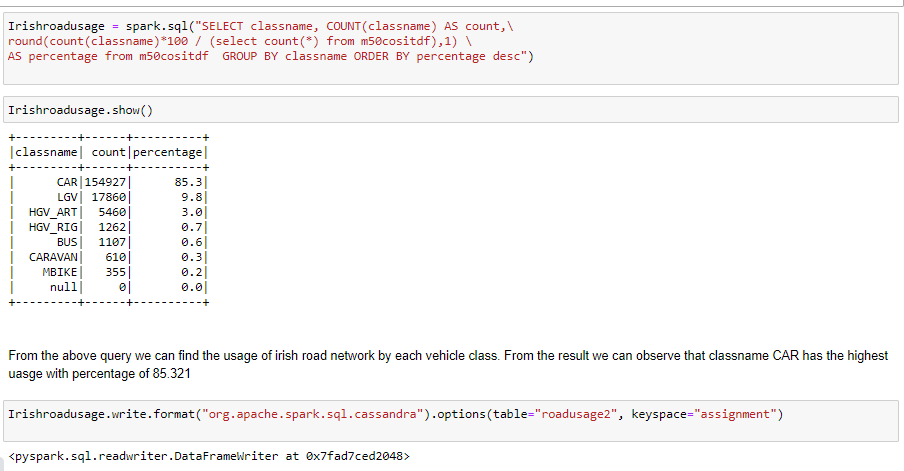 Irishroadusage = spark.sql("SELECT classname, COUNT(classname) AS count,\
round(count(classname)*100 / (select count(*) from m50cositdf),1) \
AS percentage from m50cositdf  GROUP BY classname ORDER BY percentage desc")
Irishroadusage.show()
+---------+------+----------+
|classname| count|percentage|
+---------+------+----------+
|      CAR|154927|      85.3|
|      LGV| 17860|       9.8|
|  HGV_ART|  5460|       3.0|
|  HGV_RIG|  1262|       0.7|
|      BUS|  1107|       0.6|
|  CARAVAN|   610|       0.3|
|    MBIKE|   355|       0.2|
|     null|     0|       0.0|
+---------+------+----------+
From the above query we can find the usage of irish road network by each vehicle class. From the result we can observe that classname CAR has the highest
uasge with percentage of 85.321
Irishroadusage.write.format("org.apache.spark.sql.cassandra").options(table="roadusage2", keyspace="assignment")
<pyspark.sql.readwriter.DataFrameWriter at 0x7fad7ced2048>